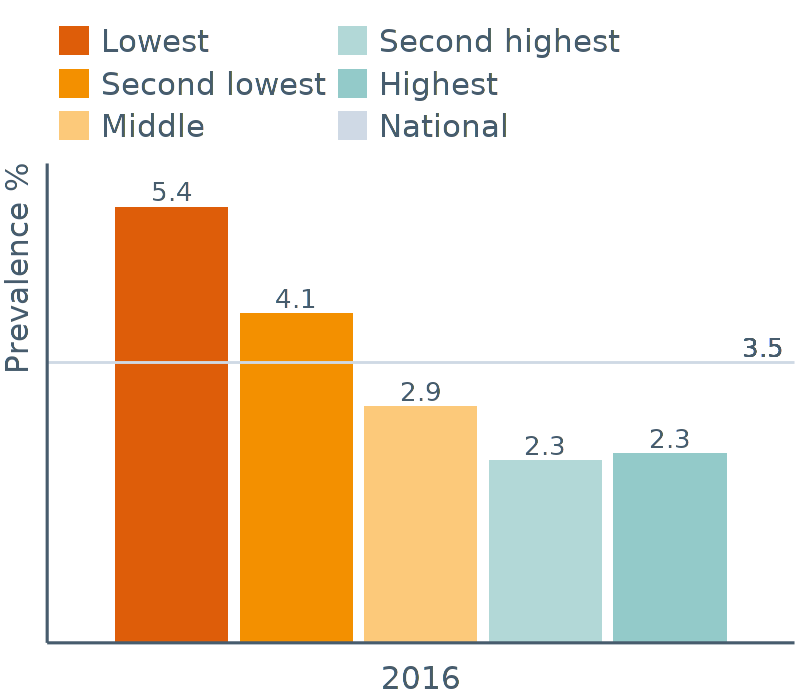 Lowest
Second lowest
Middle
Second highest
Highest
National
Prevalence %
5.4
4.1
2.9
2.3
2.3
3.5
2016